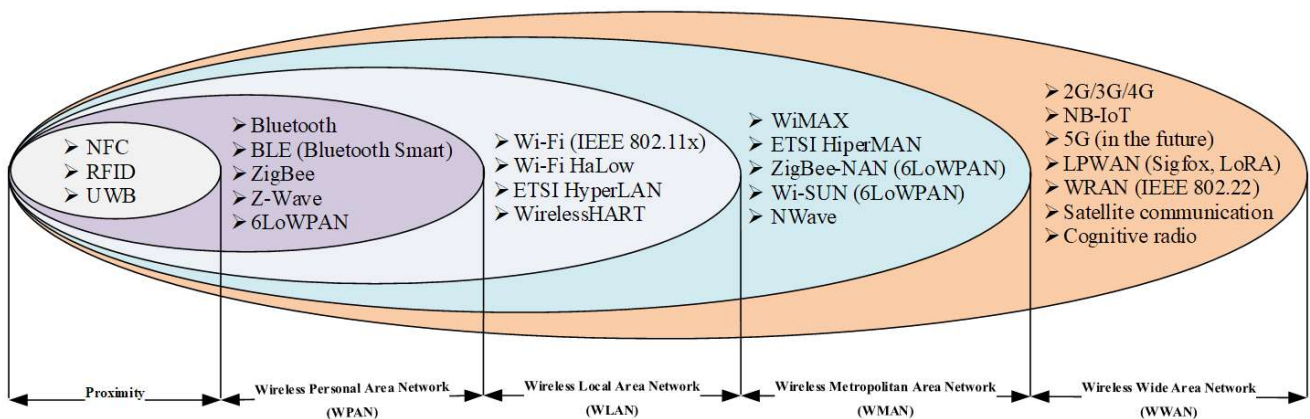 NFC
RFID
UWB
Bluetooth
BLE (Bluetooth Smart)
ZigBee
Z-Wave
6LoWPAN
Wi-Fi (IEEE 802.11x)
Wi-Fi HaLow
ETSI HyperLAN
WirelessHART
WiMAX
ETSI HiperMAN
ZigBee-NAN (6LoWPAN)
Wi-SUN (6LoWPAN)
NWave
2G/3G/4G
NB-IoT
5G (in the future)
LPWAN (Sigfox, LoRA)
WRAN (IEEE 802.22)
Satellite communication
Cognitive radio
Proximity
Wireless Personal Area Network
(WPAN)
Wireless Local Area Network
(WLAN)
Wireless Metropolitan Area Network
(WMAN)
Wireless Wide Area Network
(WWAN)